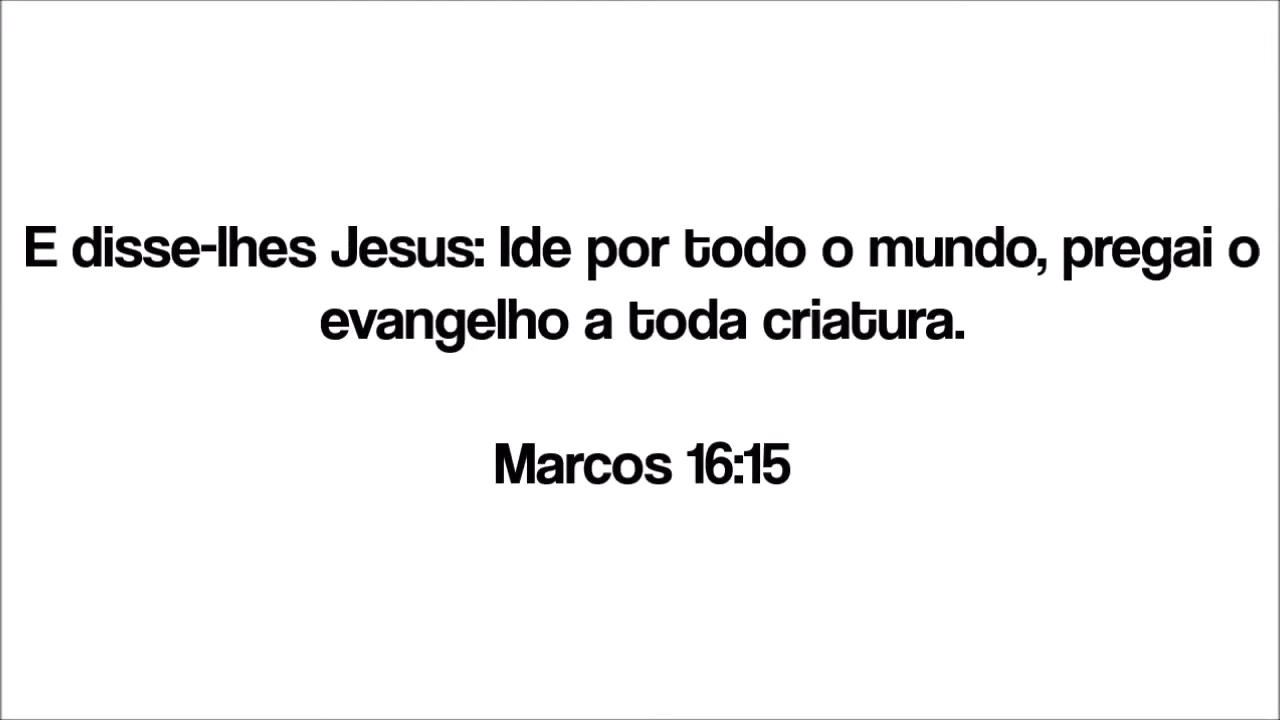 E disse-lhes Jesus: Ide por todo o mundo, pregai o
evangelho a toda criatura.
Marcos 16:15